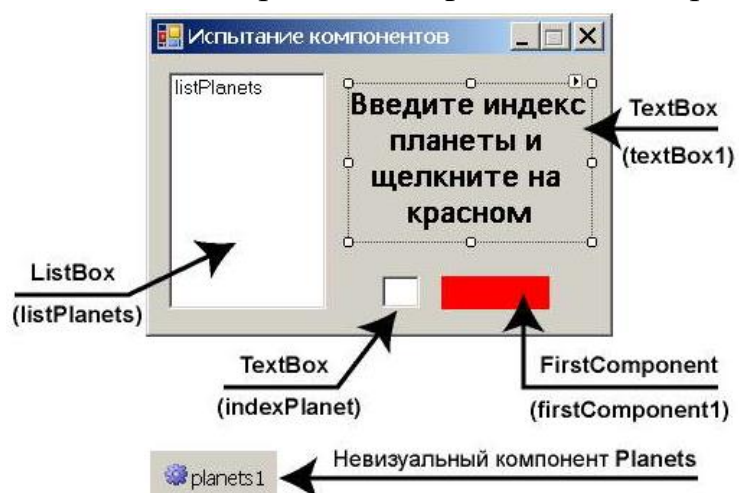 Испытание компонентов
listPlanets
Введите индекс
планеты и
щелкните на
красном
TextBox
(textBox1)
ListBox
(listPlanets)
TextBox
(indexPlanet)
FirstComponent
(firstComponent1)
planets1
Невизуальный компонент Planets